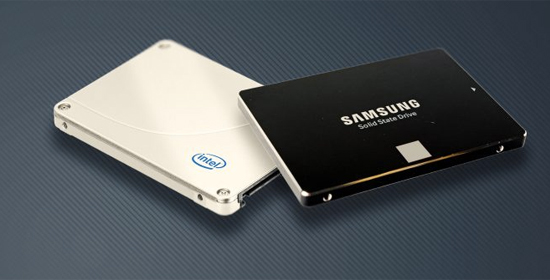 intel
SAMSUNG
Solid State Drive